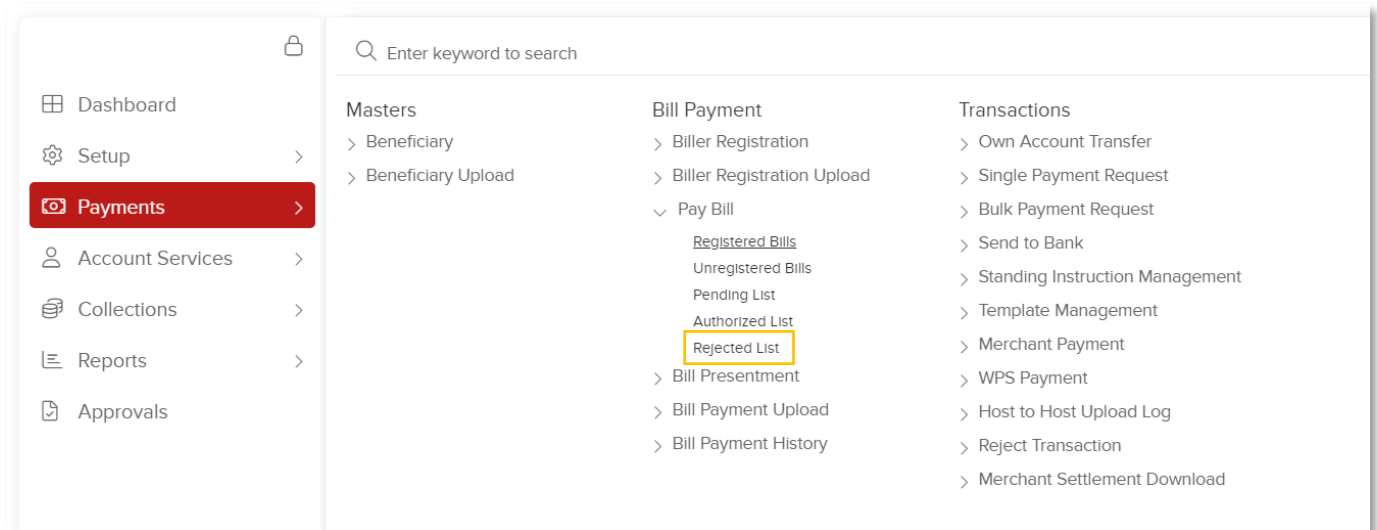 Enter keyword to search
Dashboard
Setup
Payments
Account Services
Collections
Reports
Approvals
Masters
Beneficiary
Beneficiary Upload
Bill Payment
Biller Registration
Biller Registration Upload
Pay Bill
Registered Bills
Unregistered Bills
Pending List
Authorized List
Rejected List
Bill Presentment
Bill Payment Upload
Bill Payment History
Transactions
Own Account Transfer
Single Payment Request
Bulk Payment Request
Send to Bank
Standing Instruction Management
Template Management
Merchant Payment
WPS Payment
Host to Host Upload Log
Reject Transaction
Merchant Settlement Download